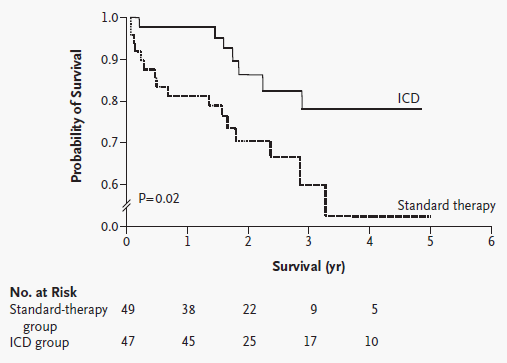 1.0
0.9
0.8
0.7
0.6
0.0
Probability of Survival
ICD
Standard therapy
P=0.02
0 1 2 3 4 5 6
Survival (yr)
No. at Risk
Standard-therapy 49 38 22 9 5
group
ICD group 47 45 25 17 10